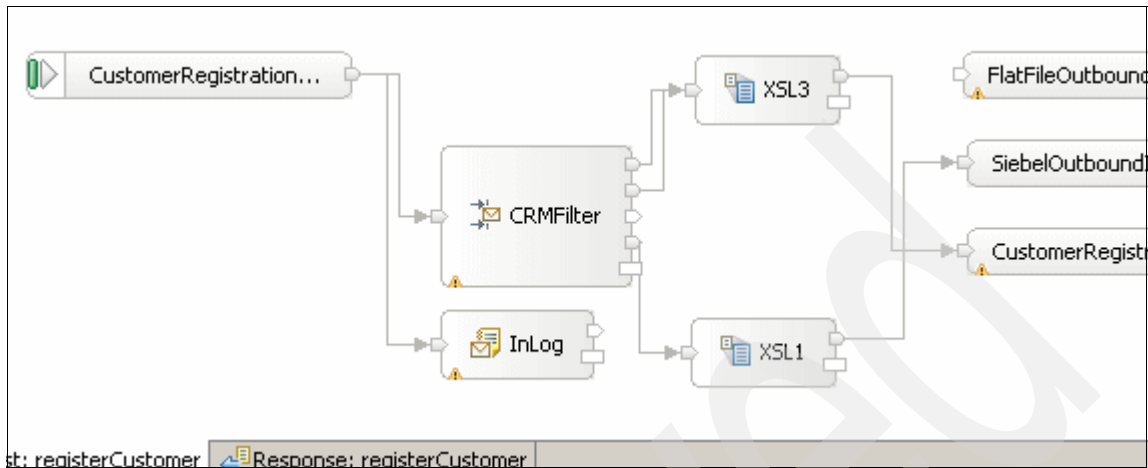 CustomerRegistration...
XSL3
FlatFileOutbound
SiebelOutbound
CRMFilter
CustomerRegistr
InLog
XSL1
st: registerCustomer
Response: registerCustomer